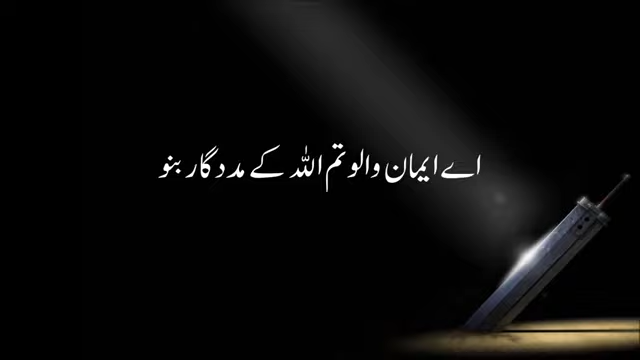 اے ایمان والو تم اللہ کے مددگار بنو